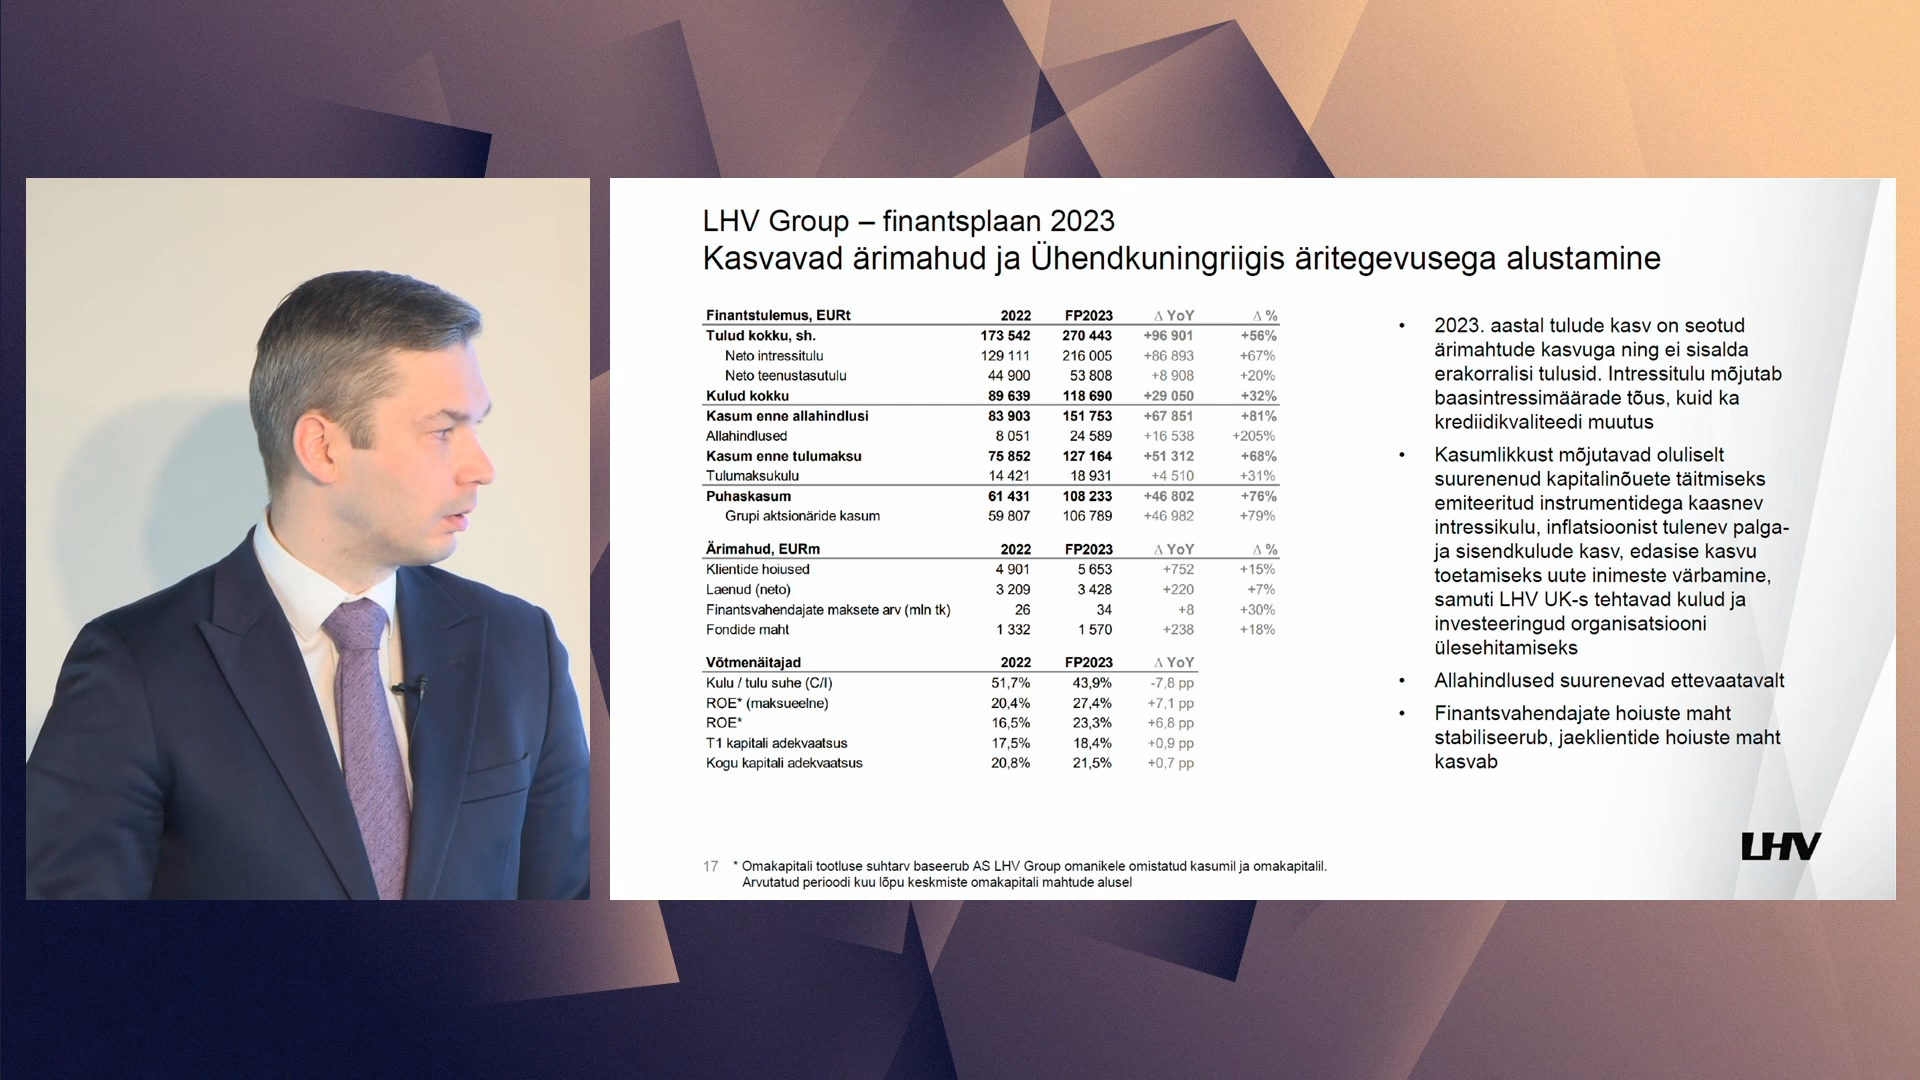 LHV Group – finantsplaan 2023
Kasvavad ärimahud ja Ühendkuningriigis äritegevusega alustamine
Finantstulemus, EURt 2022 FP2023 Δ YoY Δ %
Tulud kokku, sh. 173 542 270 443 +96 901 +56%
Neto intressitulu 129 111 216 005 +86 893 +67%
Neto teenustasutulu 44 900 53 808 +8 908 +20%
Kulud kokku 89 639 118 690 +29 050 +32%
Kasum enne allahindlusi 83 903 151 753 +67 851 +81%
Allahindlused 8 051 24 589 +16 538 +205%
Kasum enne tulumaksu 75 852 127 164 +51 312 +68%
Tulumaksukulu 14 421 18 931 +4 510 +31%
Puhaskasum 61 431 108 233 +46 802 +76%
Grupi aktsionäride kasum 59 807 106 789 +46 982 +79%
Ärimahud, EURm 2022 FP2023 Δ YoY Δ %
Klientide hoiused 4 901 5 653 +752 +15%
Laenud (neto) 3 209 3 428 +220 +7%
Finantsvahendajate maksete arv (mln tk) 26 34 +8 +30%
Fondide maht 1 332 1 570 +238 +18%
Võtmenäitajad 2022 FP2023 Δ YoY
Kulu / tulu suhe (C/I) 51,7% 43,9% -7,8 pp
ROE* (maksueelne) 20,4% 27,4% +7,1 pp
ROE* 16,5% 23,3% +6,8 pp
T1 kapitali adekvaatsus 17,5% 18,4% +0,9 pp
Kogu kapitali adekvaatsus 20,8% 21,5% +0,7 pp
• 2023. aastal tulude kasv on seotud
ärimahtude kasvuga ning ei sisalda
erakorralisi tulusid. Intressitulu mõjutab
baasintressimäärade tõus, kuid ka
krediidikvaliteedi muutus
• Kasumlikkust mõjutavad oluliselt
suurenenud kapitalinõuete täitmiseks
emiteeritud instrumentidega kaasnev
intressikulu, inflatsioonist tulenev palga-
ja sisendkulude kasv, edasise kasvu
toetamiseks uute inimeste värbamine,
samuti LHV UK-s tehtavad kulud ja
investeeringud organisatsiooni
ülesehitamiseks
• Allahindlused suurenevad ettevaatavalt
• Finantsvahendajate hoiuste maht
stabiliseerub, jaeklientide hoiuste maht
kasvab
LHV
17 * Omakapitali tootluse suhtarv baseerub AS LHV Group omanikele omistatud kasumil ja omakapitalil.
Arvutatud perioodi kuu lõpu keskmiste omakapitali mahtude alusel